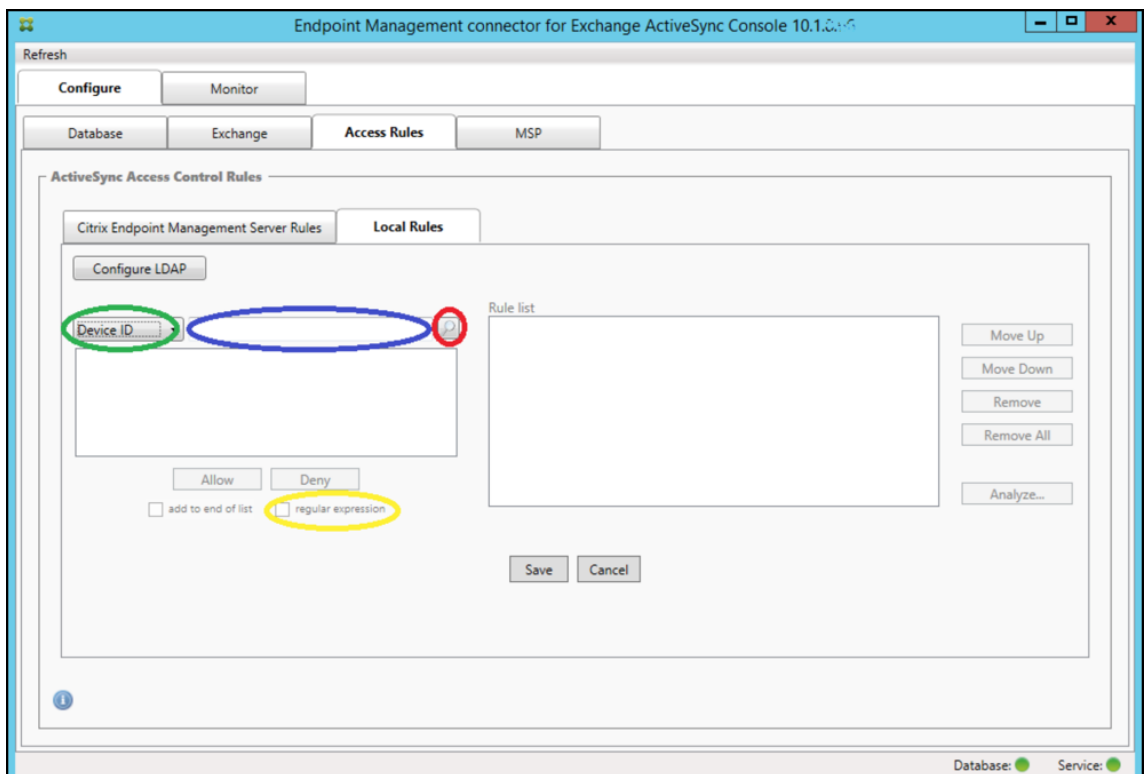 Endpoint Management connector for Exchange ActiveSync Console 10.1.
Refresh
Configure Monitor
Database Exchange Access Rules MSP
ActiveSync Access Control Rules
Citrix Endpoint Management Server Rules Local Rules
Configure LDAP
Rule list
Device ID
Move Up
Move Down
Remove
Remove All
Allow Deny
Analyze...
add to end of list regular expression
Save Cancel
Database: Service: